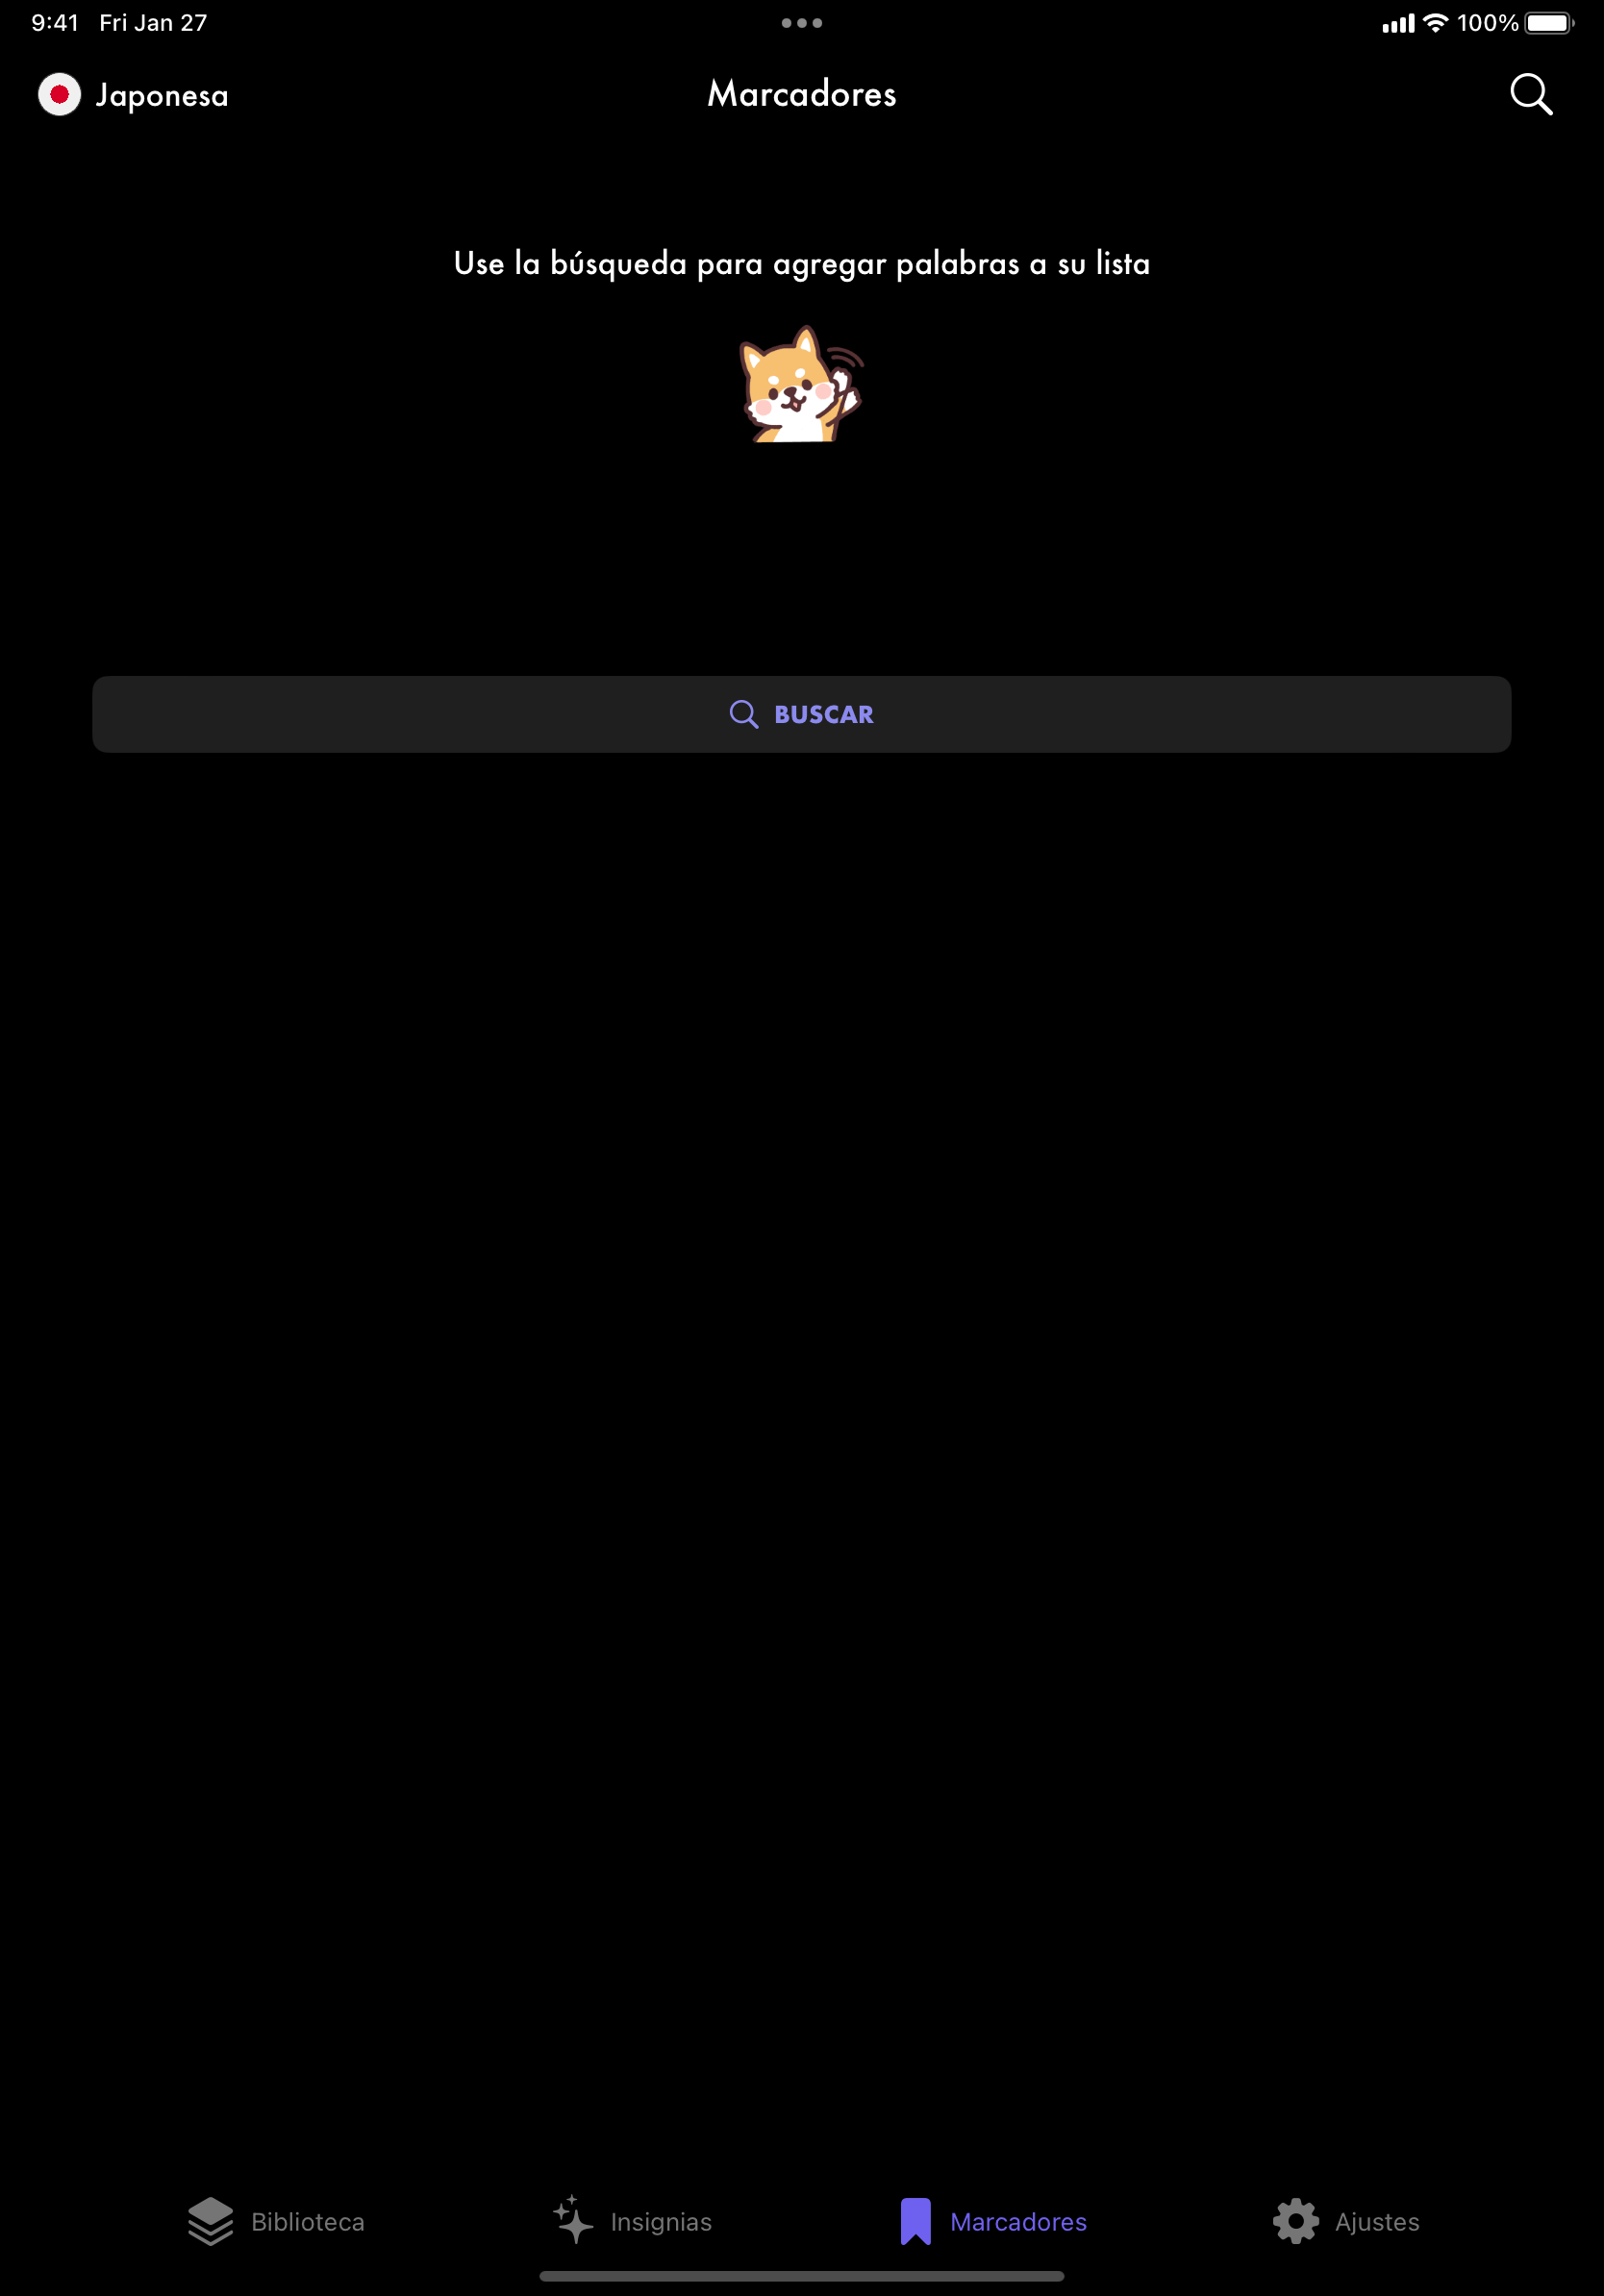 9:41 Fri Jan 27
100%
Japonesa
Marcadores
Use la búsqueda para agregar palabras a su lista
BUSCAR
Biblioteca
Insignias
Marcadores
Ajustes